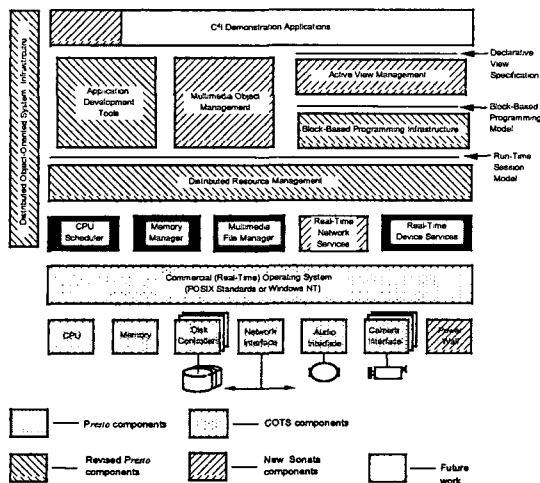 C⁴I Demonstration Applications
Distributed Object-Oriented System Infrastructure
Declarative
View
Specification
Application
Development
Tools
Multimedia Object
Management
Active View Management
Block-Based
Programming
Model
Block-Based Programming Infrastructure
Run-Time
Session
Model
Distributed Resource Management
CPU
Scheduler
Memory
Manager
Multimedia
File Manager
Real-Time
Network
Services
Real-Time
Device Services
Commercial (Real-Time) Operating System
(POSIX Standards or Windows NT)
CPU
Memory
Disk
Controllers
Network
Interface
Audio
Interface
Camera
Interface
Power
Wall
Presto components
COTS components
Revised Presto
components
New Sonata
components
Future
work